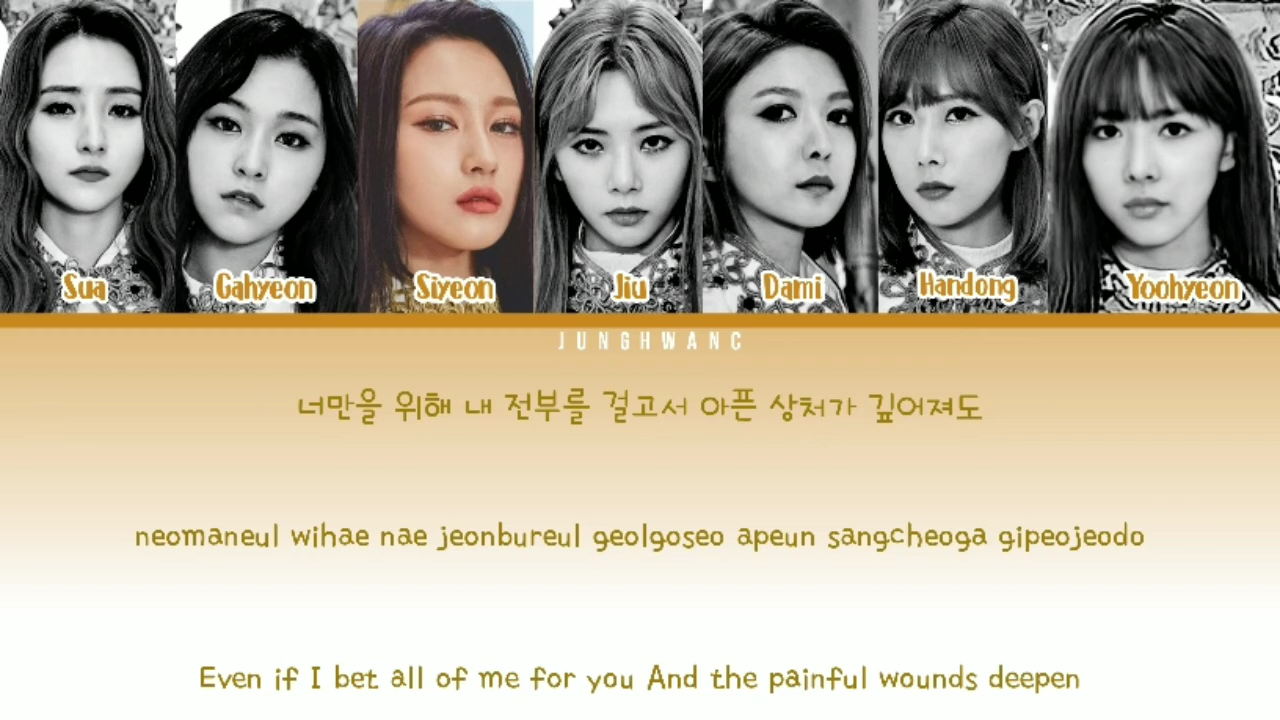 Sua Gahyeon Siyeon Jiu Dami Handong Yoohyeon
JUNGHWANC
너만을 위해 내 전부를 걸고서 아픈 상처가 깊어져도
neomaneul wihae nae jeonbureul geolgoseo apeun sangcheoga gipeojeodo
Even if I bet all of me for you And the painful wounds deepen